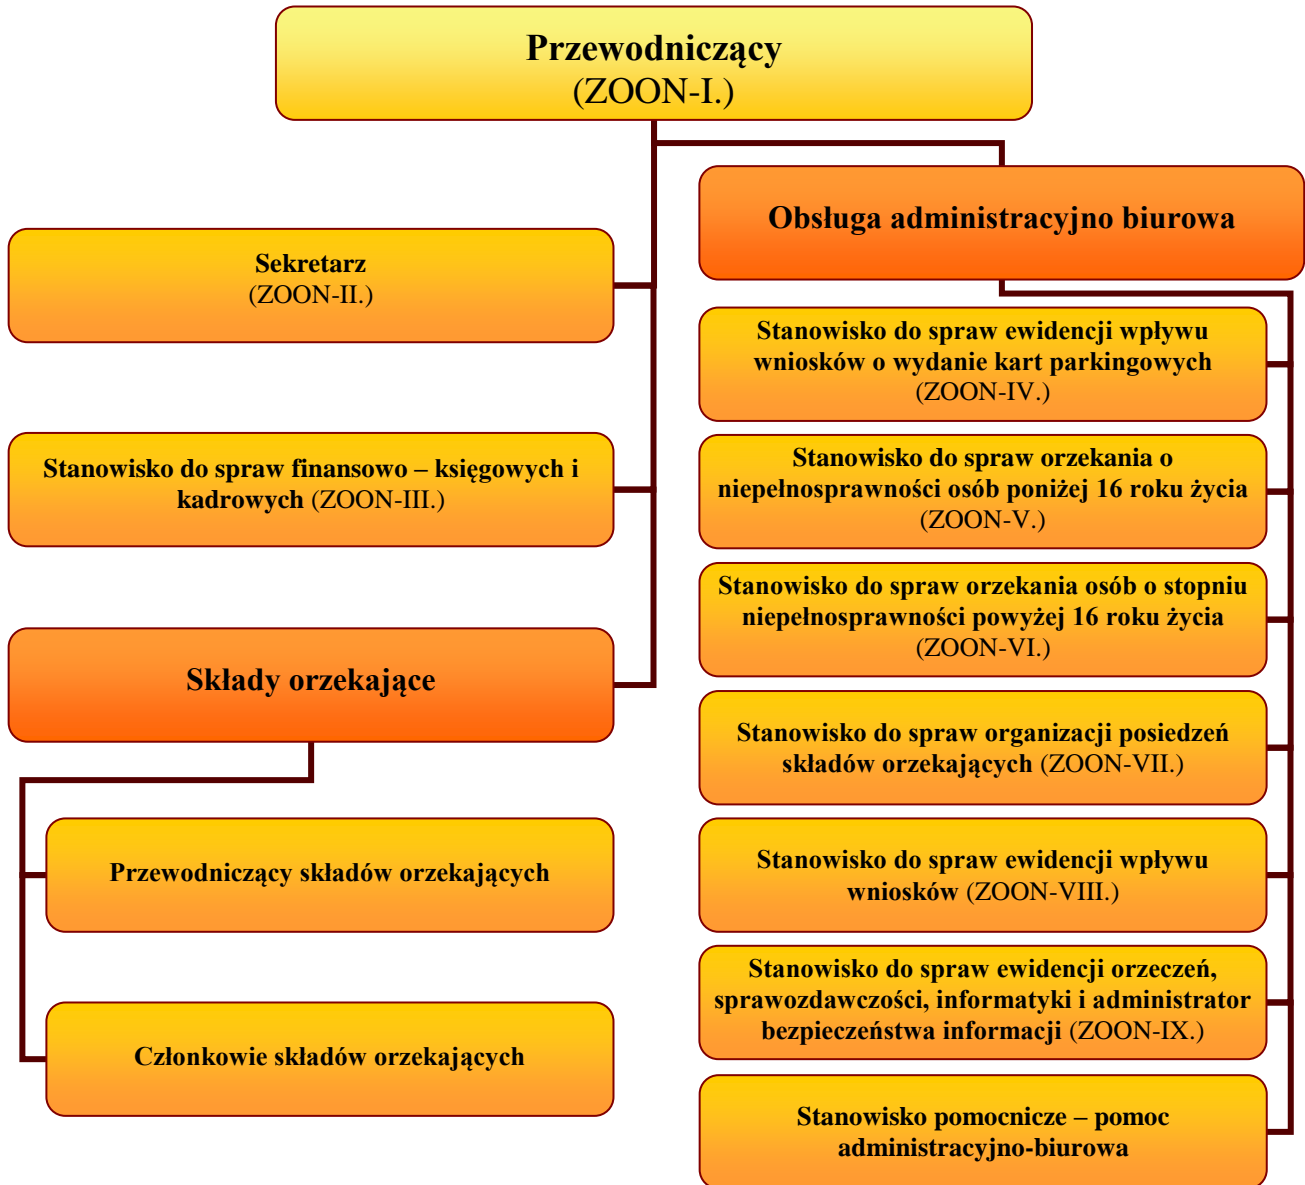 Przewodniczący
(ZOON-I.)
Sekretarz
(ZOON-II.)
Stanowisko do spraw finansowo – księgowych i
kadrowych (ZOON-III.)
Składy orzekające
Przewodniczący składów orzekających
Członkowie składów orzekających
Obsługa administracyjno biurowa
Stanowisko do spraw ewidencji wpływu
wniosków o wydanie kart parkingowych
(ZOON-IV.)
Stanowisko do spraw orzekania o
niepełnosprawności osób poniżej 16 roku życia
(ZOON-V.)
Stanowisko do spraw orzekania osób o stopniu
niepełnosprawności powyżej 16 roku życia
(ZOON-VI.)
Stanowisko do spraw organizacji posiedzeń
składów orzekających (ZOON-VII.)
Stanowisko do spraw ewidencji wpływu
wniosków (ZOON-VIII.)
Stanowisko do spraw ewidencji orzeczeń,
sprawozdawczości, informatyki i administrator
bezpieczeństwa informacji (ZOON-IX.)
Stanowisko pomocnicze – pomoc
administracyjno-biurowa